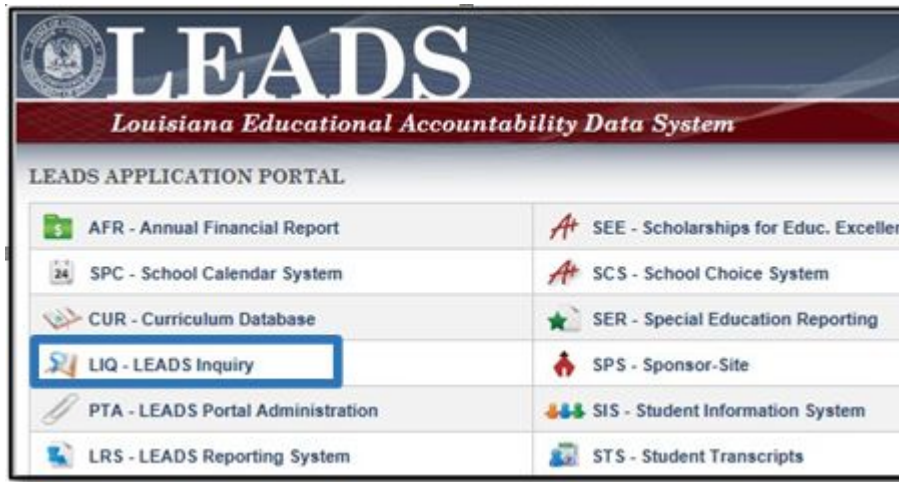 LEADS
Louisiana Educational Accountability Data System
LEADS APPLICATION PORTAL
AFR - Annual Financial Report
SEE - Scholarships for Educ. Excellen
24 SPC - School Calendar System
A+ SCS - School Choice System
CUR - Curriculum Database
SER - Special Education Reporting
LIQ - LEADS Inquiry
SPS - Sponsor-Site
PTA - LEADS Portal Administration
SIS - Student Information System
LRS - LEADS Reporting System
STS - Student Transcripts